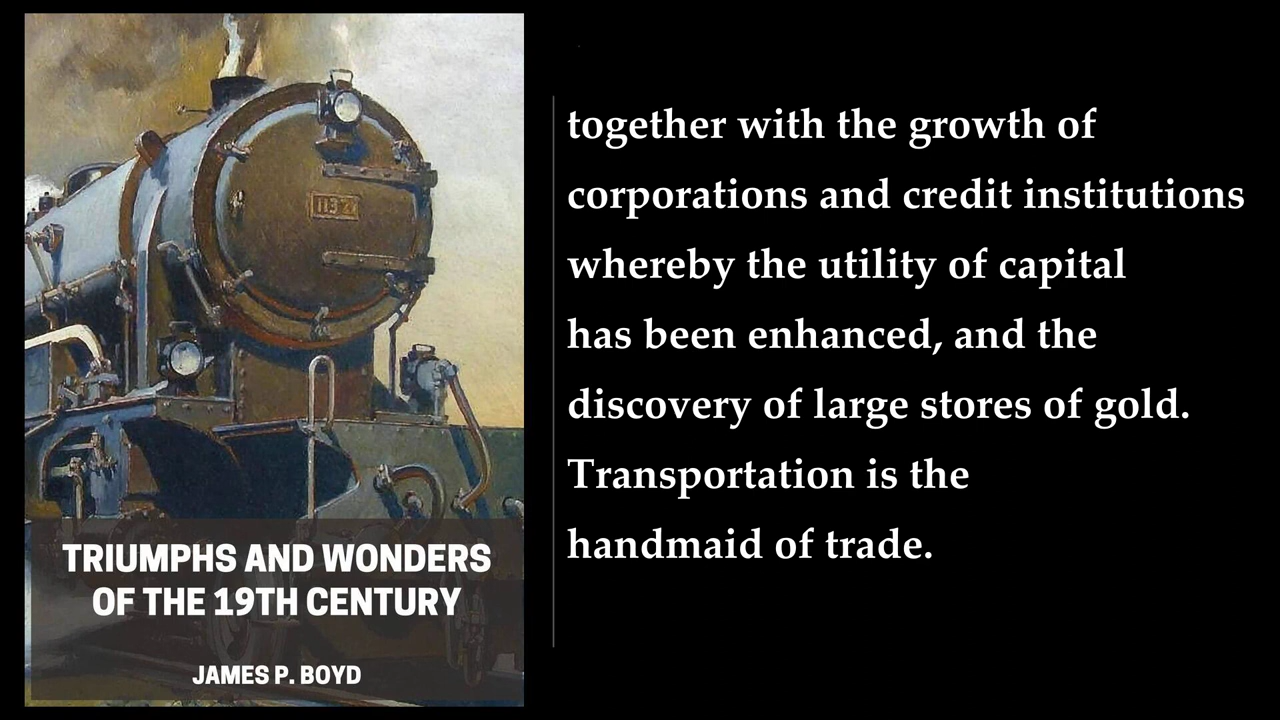 TRIUMPHS AND WONDERS
OF THE 19TH CENTURY
JAMES P. BOYD
together with the growth of
corporations and credit institutions
whereby the utility of capital
has been enhanced, and the
discovery of large stores of gold.
Transportation is the
handmaid of trade.